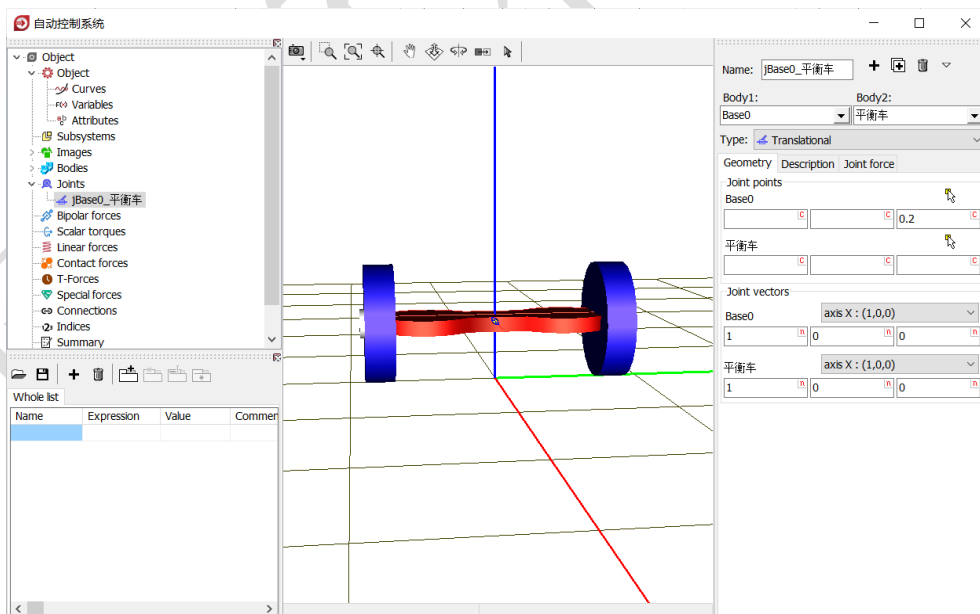 自动控制系统
Object
Object
Curves
F(x) Variables
Attributes
Subsystems
Images
Bodies
Joints
jBase0_平衡车
Bipolar forces
Scalar torques
Linear forces
Contact forces
T-Forces
Special forces
Connections
Indices
Summary
Whole list
Name Expression Value Commen
Name: jBase0_平衡车
Body1: Body2:
Base0 平衡车
Type: Translational
Geometry Description Joint force
Joint points
Base0
C C 0.2 C
平衡车
C C C
Joint vectors
Base0 axis X : (1,0,0)
1 n 0 n 0 n
平衡车 axis X : (1,0,0)
1 n 0 n 0 n